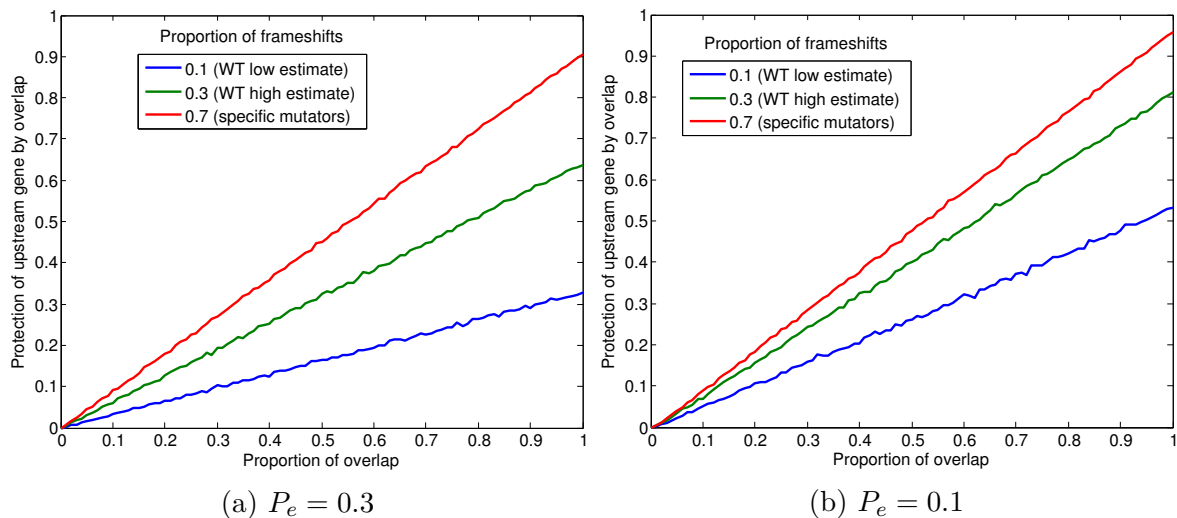 Protection of upstream gene by overlap
1
0.9
0.8
0.7
0.6
0.5
0.4
0.3
0.2
0.1
0
Proportion of frameshifts
0.1 (WT low estimate)
0.3 (WT high estimate)
0.7 (specific mutators)
0 0.1 0.2 0.3 0.4 0.5 0.6 0.7 0.8 0.9 1
Proportion of overlap
(a) P_e = 0.3
Protection of upstream gene by overlap
1
0.9
0.8
0.7
0.6
0.5
0.4
0.3
0.2
0.1
0
Proportion of frameshifts
0.1 (WT low estimate)
0.3 (WT high estimate)
0.7 (specific mutators)
0 0.1 0.2 0.3 0.4 0.5 0.6 0.7 0.8 0.9 1
Proportion of overlap
(b) P_e = 0.1